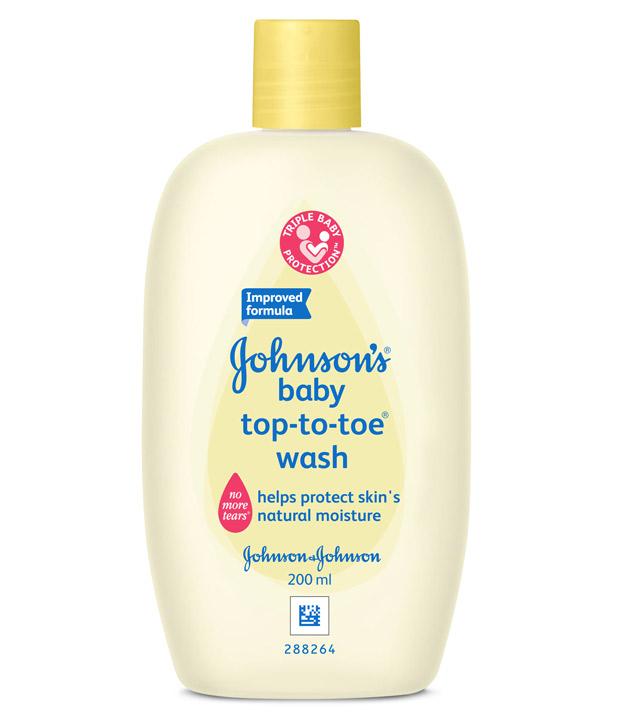 TRIPLE BABY
PROTECTION™
Improved
formula
Johnson's®
baby
top-to-toe®
wash
no
more
tears®
helps protect skin's
natural moisture
Johnson+Johnson
200 ml
288264